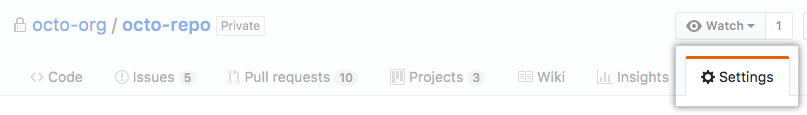 octo-org / octo-repo Private Watch 1
Code Issues 5 Pull requests 10 Projects 3 Wiki Insights Settings